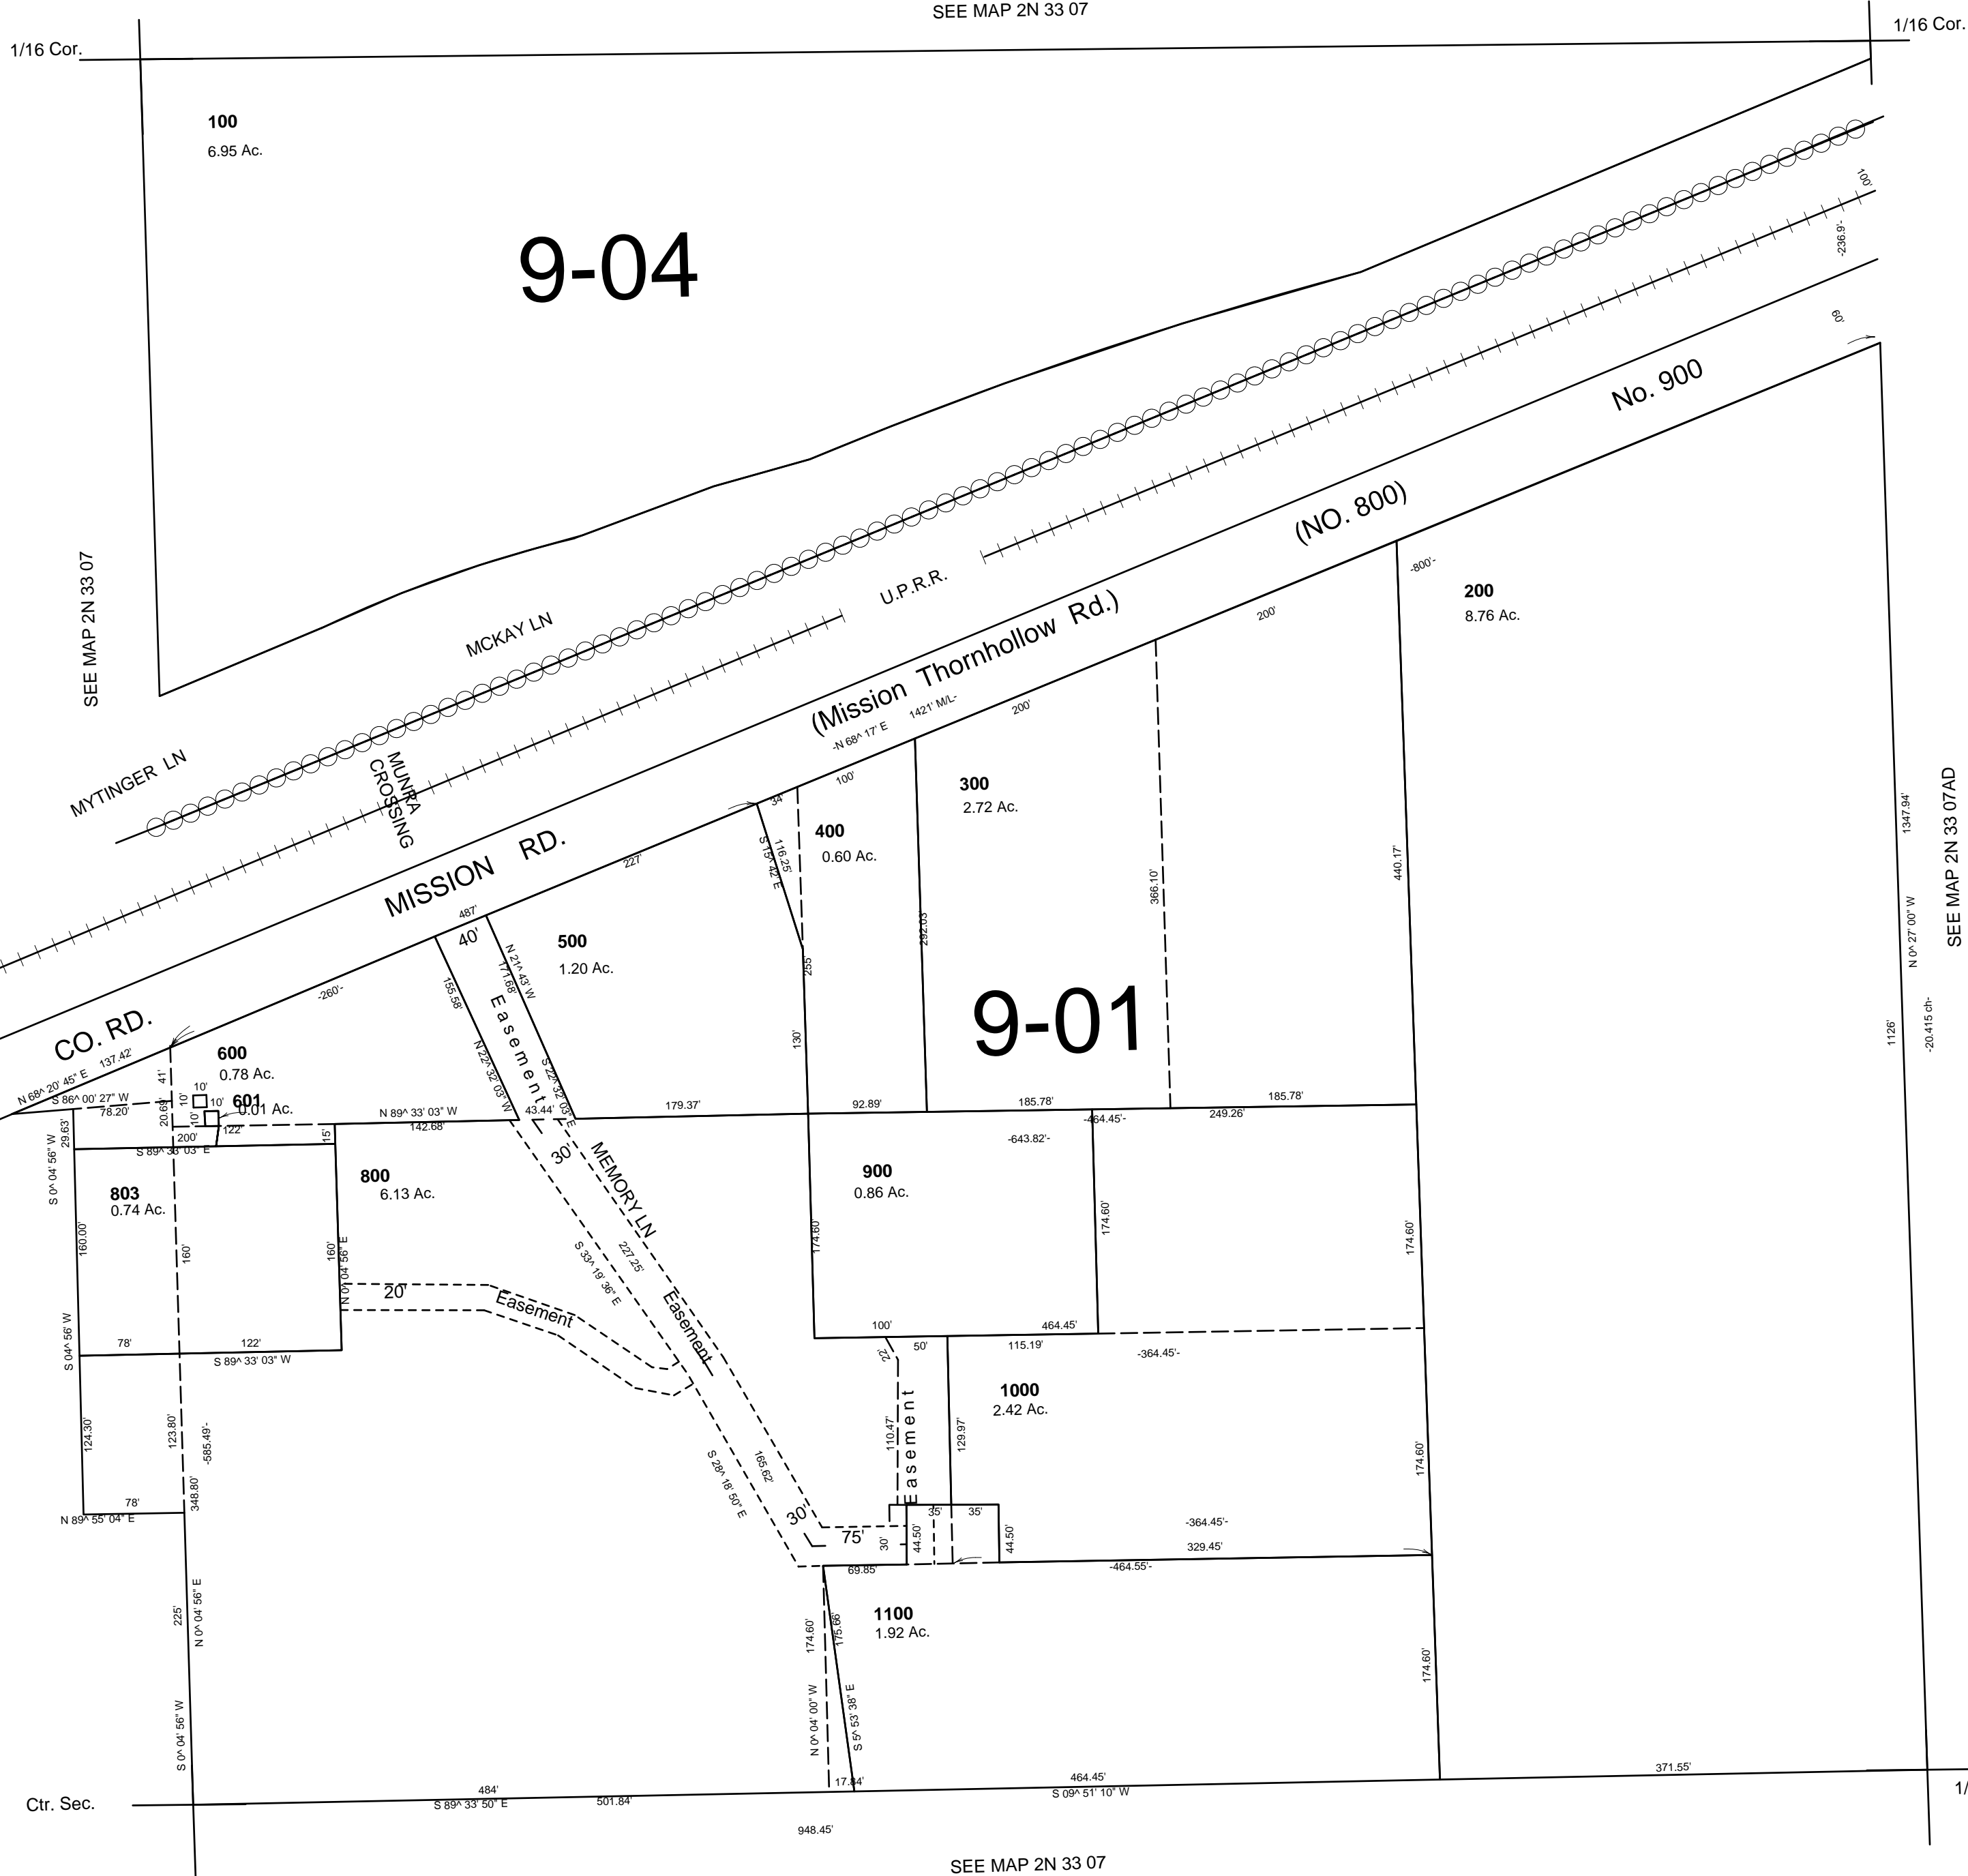 SEE MAP 2N 33 07
1/16 Cor.
1/16 Cor.
100
6.95 Ac.
9-04
100'
-236.9'-
60'
No. 900
(NO. 800)
-800'-
200
8.76 Ac.
SEE MAP 2N 33 07
MCKAY LN
U.P.R.R.
(Mission Thornhollow Rd.)
-N 68^ 17' E
1421' M/L-
200'
200'
MYTINGER LN
MUNRA
CROSSING
MISSION RD.
227'
34'
100'
300
2.72 Ac.
400
0.60 Ac.
116.25'
S 15^ 42' E
292.03'
366.10'
440.17'
1347.94'
N 0^ 27' 00" W
SEE MAP 2N 33 07AD
1126'
-20.415 ch-
487'
40'
500
1.20 Ac.
N 21^ 43' W
171.68'
155.58'
Easement
N 22^ 32' 03" W
S 22^ 32' 03" E
255'
130'
9-01
-260'-
CO. RD.
137.42'
N 68^ 20' 45" E
600
0.78 Ac.
41'
S 86^ 00' 27" W
78.20'
20.69'
10'
10'
10'
10'
601
0.01 Ac.
122'
200'
S 89^ 33' 03" E
15'
29.63'
S 0^ 04' 56" W
N 89^ 33' 03" W
142.68'
43.44'
179.37'
92.89'
185.78'
185.78'
-464.45'-
249.26'
-643.82'-
30'
MEMORY LN
803
0.74 Ac.
800
6.13 Ac.
900
0.86 Ac.
160.00'
160'
160'
N 0^ 04' 56" E
174.60'
174.60'
174.60'
227.25'
S 33^ 19' 36" E
20'
Easement
Easement
S 04^ 56' W
78'
122'
S 89^ 33' 03" W
100'
464.45'
50'
115.19'
-364.45'-
22'
1000
2.42 Ac.
Easement
110.47'
129.97'
174.60'
124.30'
123.80'
-585.49'-
348.80'
78'
N 89^ 55' 04" E
165.62'
S 28^ 18' 50" E
30'
75'
30'
44.50'
35'
35'
44.50'
-364.45'-
329.45'
-464.55'-
69.85'
1100
1.92 Ac.
225'
N 0^ 04' 56" E
S 0^ 04' 56" W
174.60'
175.66'
N 0^ 04' 00" W
S 5^ 53' 38" E
174.60'
17.84'
464.45'
S 09^ 51' 10" W
371.55'
484'
S 89^ 33' 50" E
501.84'
Ctr. Sec.
1/
948.45'
SEE MAP 2N 33 07